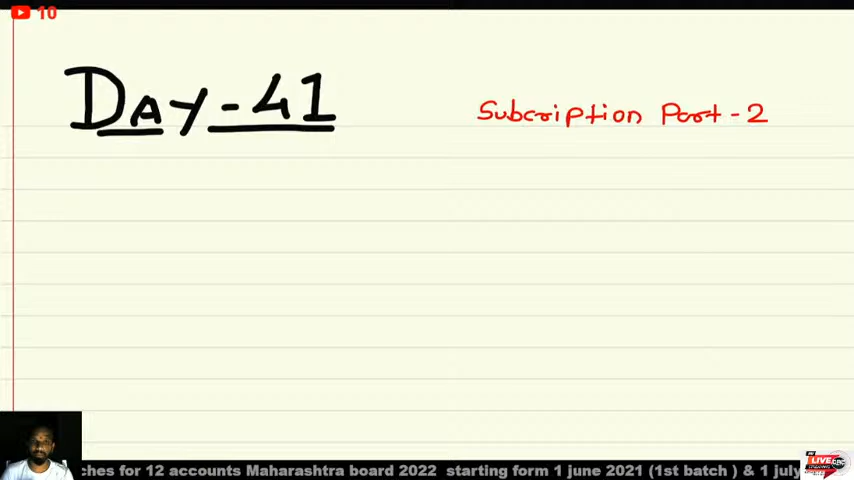 10
DAY-41
Subcription Part-2
ches for 12 accounts Maharashtra board 2022 starting form 1 june 2021 (1st batch ) & 1 july
LIVE